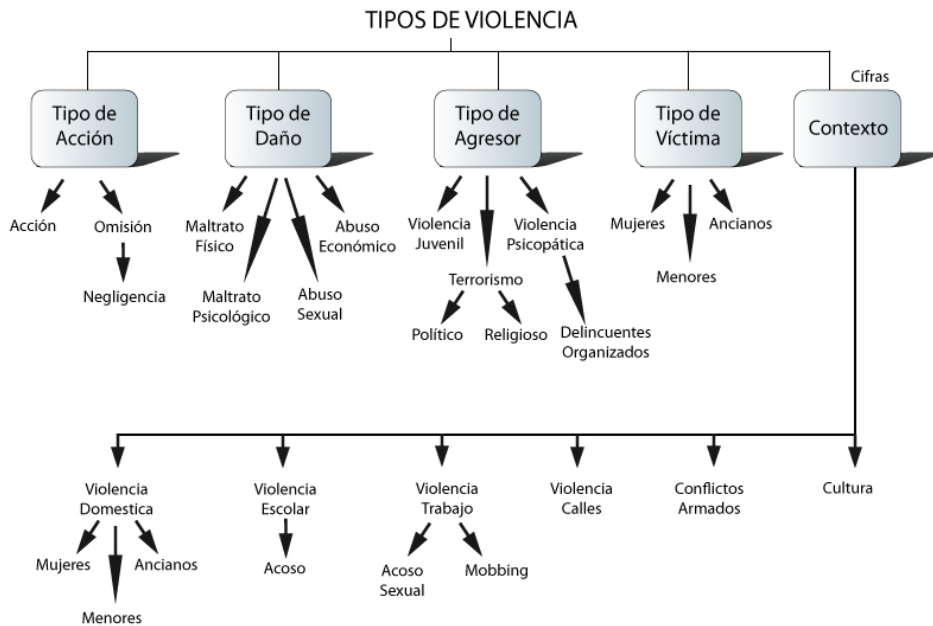 TIPOS DE VIOLENCIA
Cifras
Tipo de
Acción
Tipo de
Daño
Tipo de
Agresor
Tipo de
Víctima
Contexto
Acción
Omisión
Negligencia
Maltrato
Físico
Maltrato
Psicológico
Abuso
Sexual
Abuso
Económico
Violencia
Juvenil
Terrorismo
Político
Religioso
Violencia
Psicopática
Delincuentes
Organizados
Mujeres
Menores
Ancianos
Violencia
Domestica
Mujeres
Menores
Ancianos
Violencia
Escolar
Acoso
Violencia
Trabajo
Acoso
Sexual
Mobbing
Violencia
Calles
Conflictos
Armados
Cultura